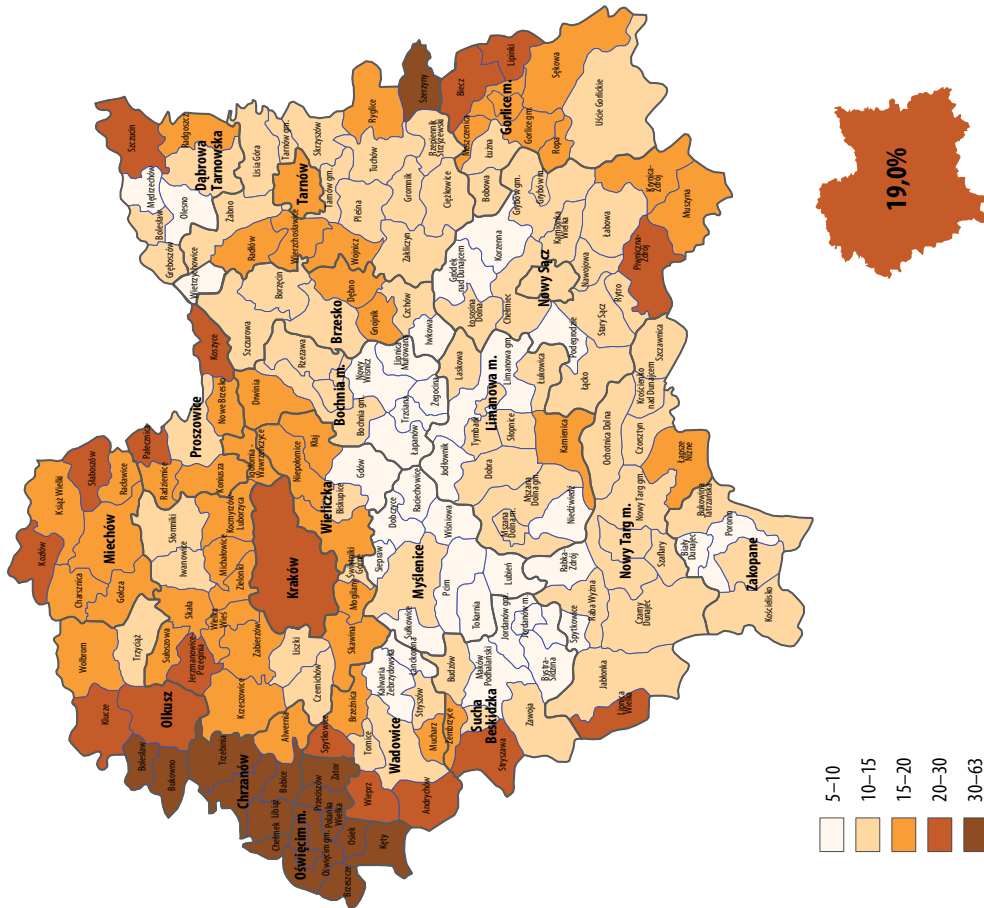 Szczucin
Mędrzechów
Radgoszcz
Bolesław
Olesno
Dąbrowa
Tarnowska
Gręboszów
Żabno
Lisia Góra
Tarnów gm.
Skrzyszów
Wietrzychowice
Radłów
Wierzchosławice
Tarnów
Tarnów gm.
Ryglice
Szerzyny
Borzęcin
Wojnicz
Pleśna
Tuchów
Koszyce
Szczurowa
Dębno
Zakliczyn
Gromnik
Rzepiennik
Strzyżewski
Biecz
Lipinki
Brzesko
Gnojnik
Czchów
Ciężkowice
Moszczenica
Łużna
Gorlice m.
Gorlice gm.
Sękowa
Ropa
Uście Gorlickie
Bobowa
Grybów gm.
Grybów m.
Korzenna
Gródek
nad Dunajcem
Rzezawa
Bochnia m.
Bochnia gm.
Nowy
Wiśnicz
Lipnica
Murowana
Iwkowa
Łososina
Dolna
Chełmiec
Nowy Sącz
Kamionka
Wielka
Nawojowa
Łabowa
Krynica-
Zdrój
Muszyna
Piwniczna-
Zdrój
Rytro
Stary Sącz
Podegrodzie
Proszowice
Nowe Brzesko
Drwinia
Żegocina
Trzciana
Łapanów
Laskowa
Limanowa m.
Limanowa gm.
Łukowica
Łącko
Szczawnica
Krościenko
nad Dunajcem
Słaboszów
Pałecznica
Racławice
Radziemice
Koniusza
Igołomia -
Wawrzeńczyce
Niepołomice
Kłaj
Gdów
Jodłownik
Tymbark
Słopnice
Kamienica
Ochotnica Dolna
Czorsztyn
Łapsze
Niżne
Książ Wielki
Miechów
Słomniki
Kocmyrzów
Luborzyca
Wieliczka
Biskupice
Dobczyce
Raciechowice
Dobra
Mszana
Dolna gm.
Mszana
Dolna m.
Niedźwiedź
Nowy Targ gm
Bukowina
Tatrzańska
Kozłów
Charsznica
Gołcza
Iwanowice
Michałowice
Zielonki
Kraków
Świątniki
Górne
Siepraw
Wiśniowa
Myślenice
Pcim
Lubień
Rabka-
Zdrój
Nowy Targ m.
Szaflary
Biały
Dunajec
Poronin
Zakopane
Kościelisko
Wolbrom
Trzyciąż
Skała
Sułoszowa
Wielka
Wieś
Jerzmanowice-
Przeginia
Zabierzów
Liszki
Mogilany
Skawina
Sułkowice
Tokarnia
Jordanów gm.
Jordanów m.
Spytkowice
Raba Wyżna
Czarny
Dunajec
Klucze
Olkusz
Krzeszowice
Czernichów
Brzeźnica
Kalwaria
Zebrzydowska
Lanckorona
Stryszów
Budzów
Maków
Podhalański
Bystra-
Sidzina
Jabłonka
Lipnica
Wielka
Bolesław
Bukowno
Trzebinia
Alwernia
Spytkowice
Tomice
Wadowice
Mucharz
Zembrzyce
Sucha
Beskidzka
Zawoja
Stryszawa
Chrzanów
Libiąż
Babice
Chełmek
Zator
Przeciszów
Wieprz
Andrychów
Oświęcim m.
Oświęcim gm.
Polanka
Wielka
Osiek
Brzeszcze
Kęty
19,0%
5–10
10–15
15–20
20–30
30–63